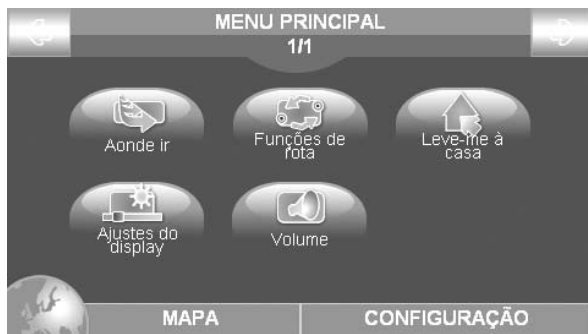 MENU PRINCIPAL
1/1
Aonde ir
Funções de
rota
Leve-me à
casa
Ajustes do
display
Volume
MAPA
CONFIGURAÇÃO